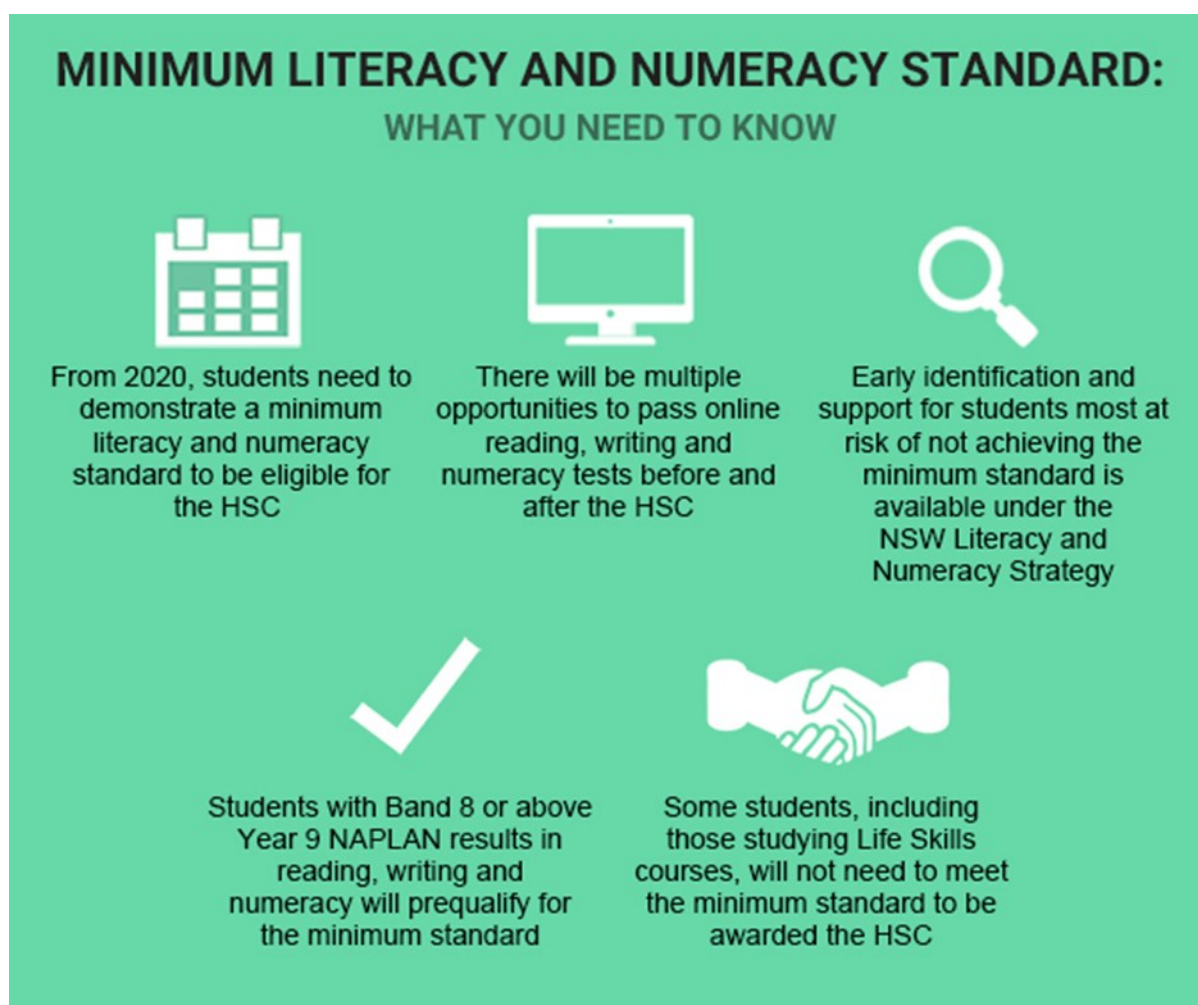 MINIMUM LITERACY AND NUMERACY STANDARD:
WHAT YOU NEED TO KNOW
From 2020, students need to
demonstrate a minimum
literacy and numeracy
standard to be eligible for
the HSC
There will be multiple
opportunities to pass online
reading, writing and
numeracy tests before and
after the HSC
Early identification and
support for students most at
risk of not achieving the
minimum standard is
available under the
NSW Literacy and
Numeracy Strategy
Students with Band 8 or above
Year 9 NAPLAN results in
reading, writing and
numeracy will prequalify for
the minimum standard
Some students, including
those studying Life Skills
courses, will not need to meet
the minimum standard to be
awarded the HSC